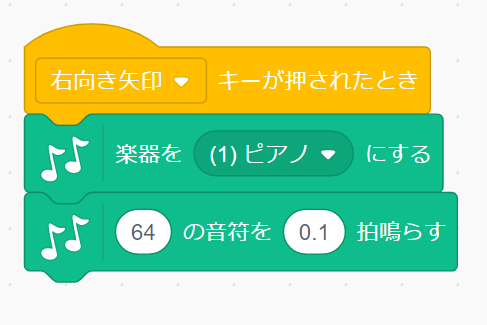 右向き矢印 キーが押されたとき
楽器を (1) ピアノ にする
64 の音符を 0.1 拍鳴らす